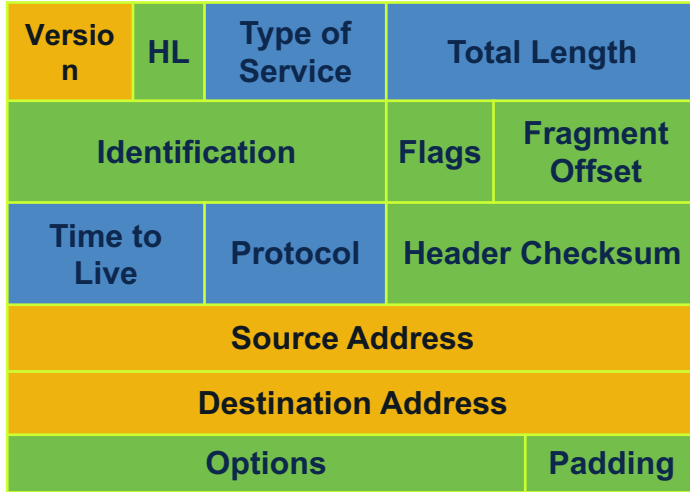 Versio
n
HL
Type of
Service
Total Length
Identification
Flags
Fragment
Offset
Time to
Live
Protocol
Header Checksum
Source Address
Destination Address
Options
Padding